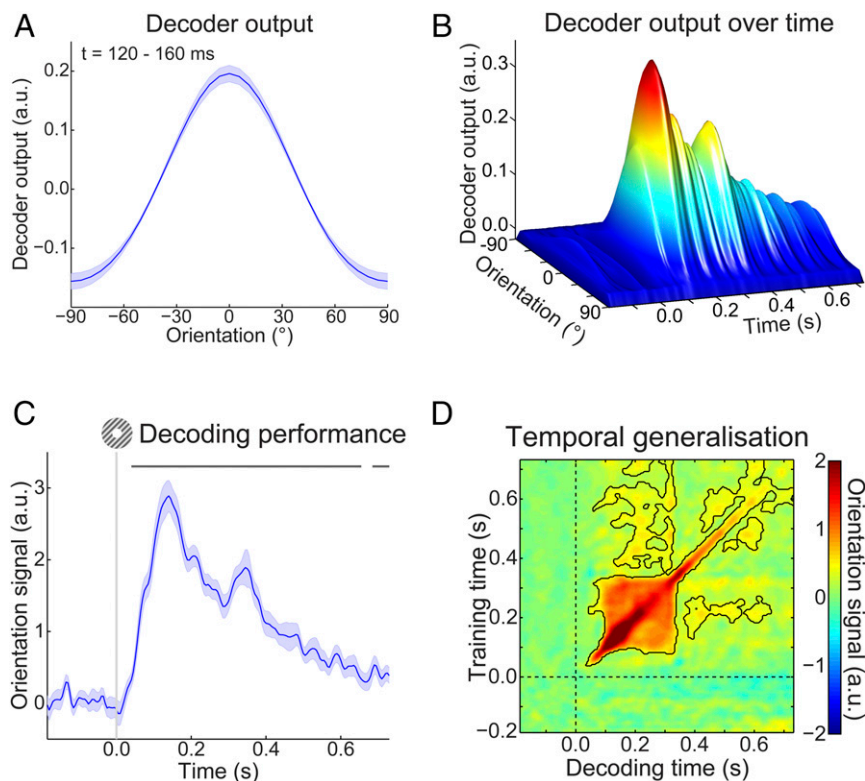 A
Decoder output
t = 120 - 160 ms
Decoder output (a.u.)
0.2
0.1
0.0
−0.1
−90
−60
−30
0
30
60
90
Orientation (°)
B
Decoder output over time
Decoder output (a.u.)
0.3
0.2
0.1
0.0
-90
0
90
Orientation (°)
0.0
0.2
0.4
0.6
Time (s)
C
Decoding performance
Orientation signal (a.u.)
3
2
1
0
0.0
0.2
0.4
0.6
Time (s)
D
Temporal generalisation
Training time (s)
0.6
0.4
0.2
0.0
−0.2
0.0
0.2
0.4
0.6
Decoding time (s)
2
1
0
−1
−2
Orientation signal (a.u.)